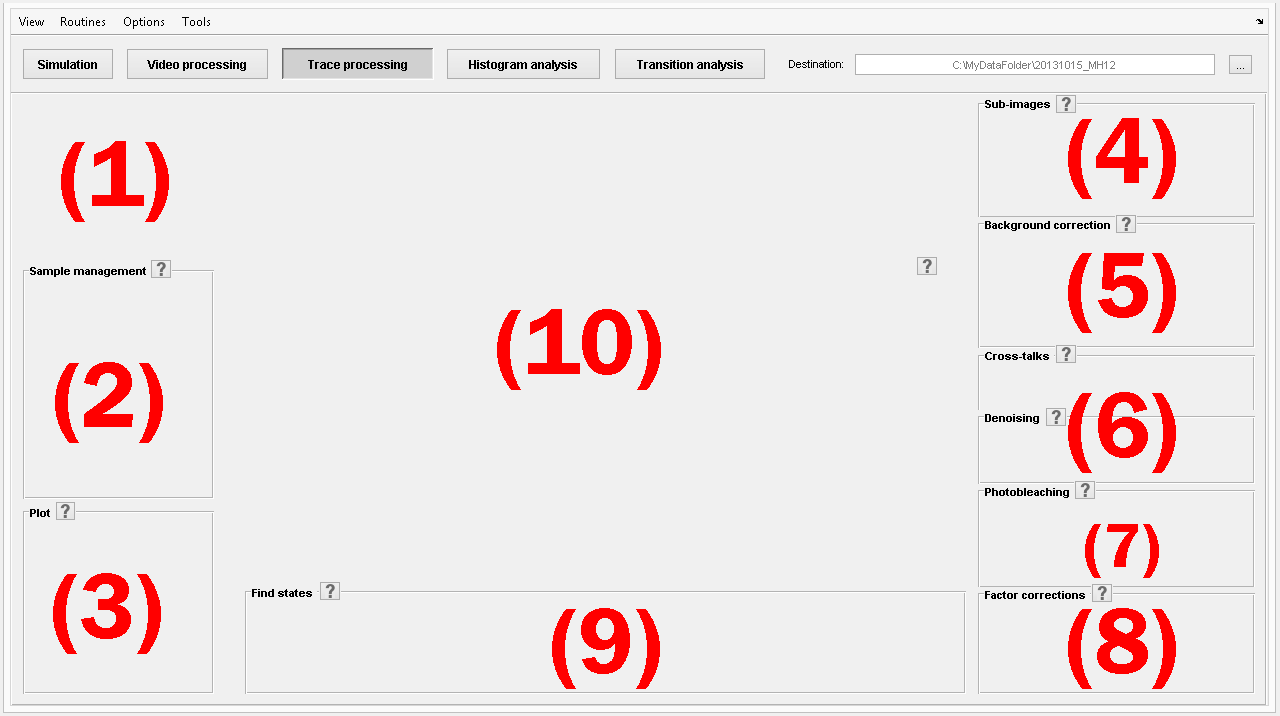 View Routines Options Tools
Simulation Video processing Trace processing Histogram analysis Transition analysis Destination: C:\MyDataFolder\20131015_MH12 ...
(1)
Sample management ?
(2)
Plot ?
(3)
?
(10)
Find states ?
(9)
Sub-images ?
(4)
Background correction ?
(5)
Cross-talks ?
Denoising ?
(6)
Photobleaching ?
(7)
Factor corrections ?
(8)